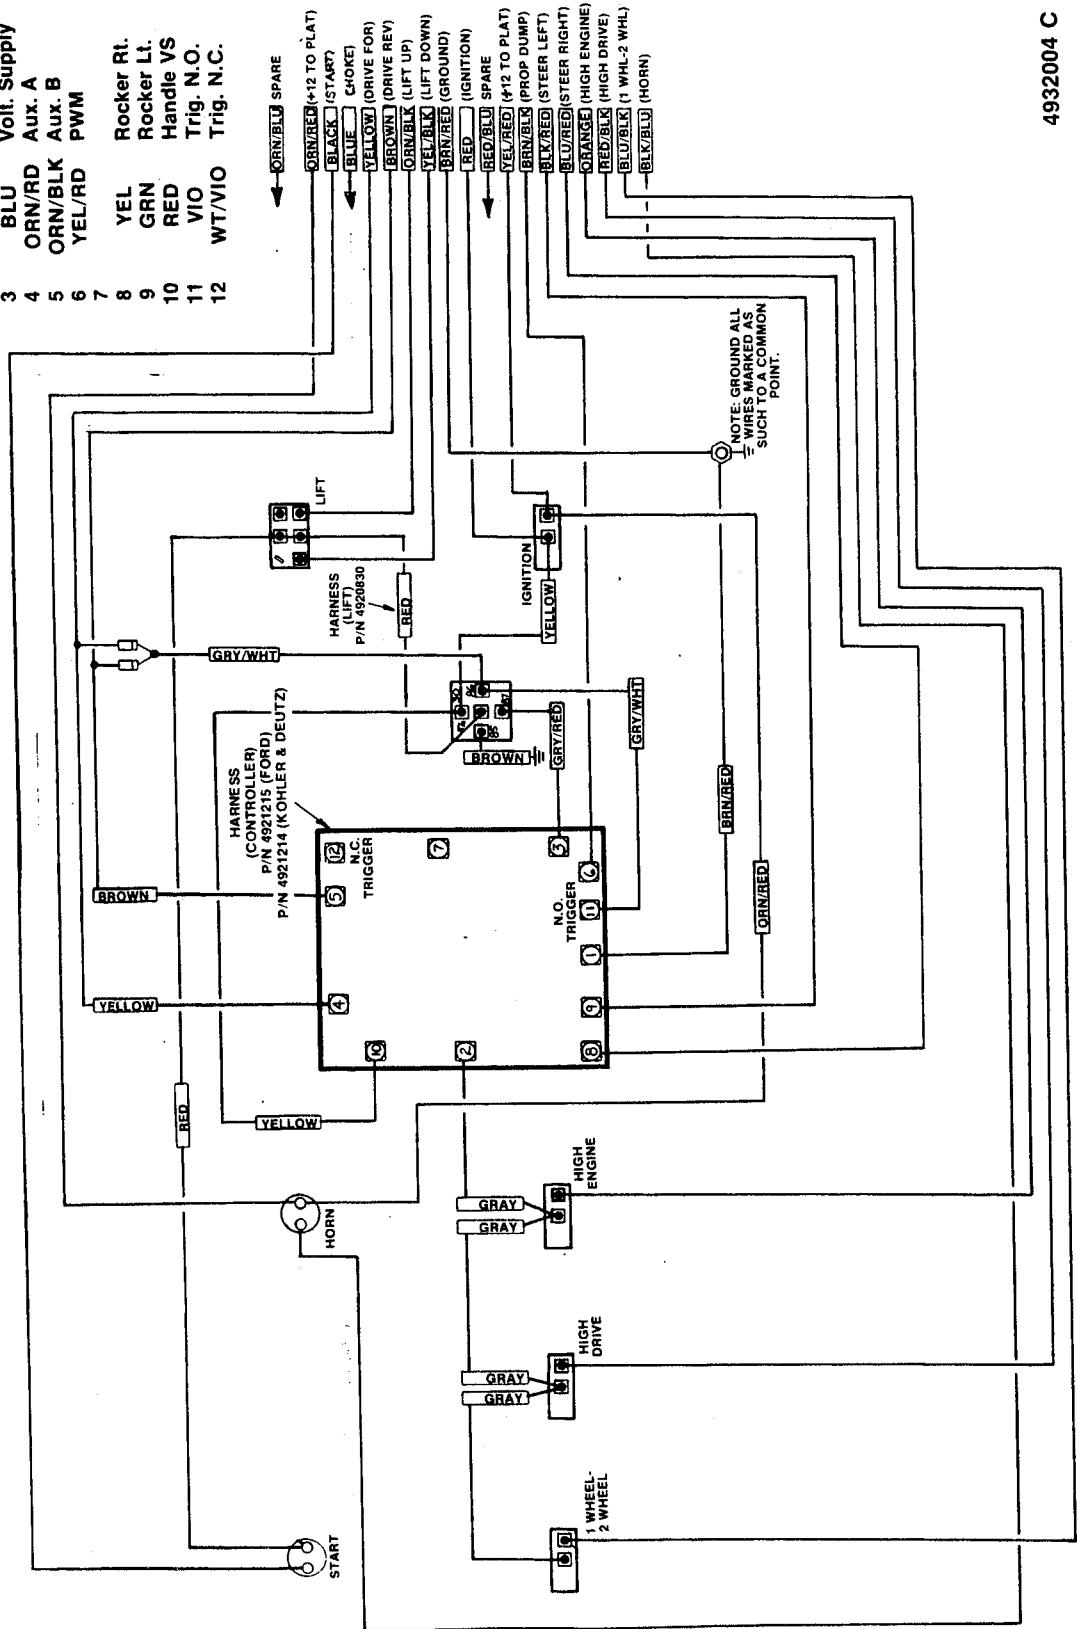 3 BLU Volt. Supply
4 ORN/RD Aux. A
5 ORN/BLK Aux. B
6 YEL/RD PWM
7
8 YEL Rocker Rt.
9 GRN Rocker Lt.
10 RED Handle VS
11 VIO Trig. N.O.
12 WT/VIO Trig. N.C.
ORN/BLU SPARE
ORN/RED (+12 TO PLAT)
BLACK (START)
BLUE (CHOKE)
YELLOW (DRIVE FOR)
BROWN (DRIVE REV)
ORN/BLK (LIFT UP)
YEL/BLK (LIFT DOWN)
BRN/RED (GROUND)
RED (IGNITION)
RED/BLU SPARE
YEL/RED (+12 TO PLAT)
BRN/BLK (PROP DUMP)
BLK/RED (STEER LEFT)
BLU/RED (STEER RIGHT)
ORANGE (HIGH ENGINE)
RED/BLK (HIGH DRIVE)
BLU/BLK (1 WHL-2 WHL)
BLK/BLU (HORN)
NOTE: GROUND ALL
WIRES MARKED AS
SUCH TO A COMMON
POINT.
LIFT
HARNESS
(LIFT)
P/N 4920830
RED
IGNITION
YELLOW
GRY/WHT
30
86
87
85
BROWN
GRY/RED
GRY/WHT
HARNESS
(CONTROLLER)
P/N 4921215 (FORD)
P/N 4921214 (KOHLER & DEUTZ)
12
N.C.
TRIGGER
7
3
5
6
N.O.
TRIGGER
11
1
4
9
10
2
8
BROWN
YELLOW
BRN/RED
ORN/RED
RED
YELLOW
HORN
GRAY
GRAY
HIGH
ENGINE
GRAY
GRAY
HIGH
DRIVE
START
1 WHEEL-
2 WHEEL
4932004 C